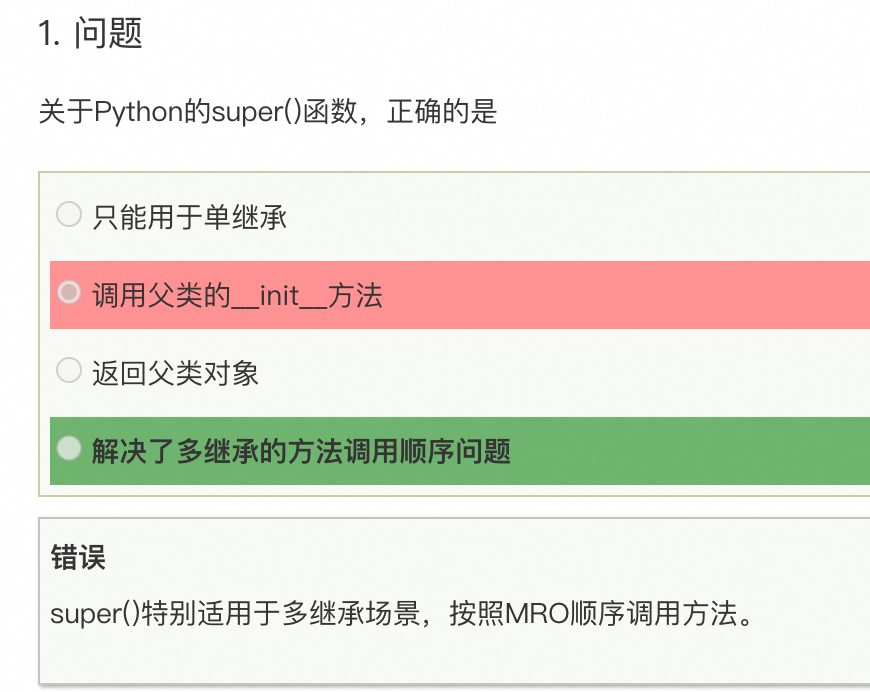 1. 问题
关于Python的super()函数，正确的是
只能用于单继承
调用父类的__init__方法
返回父类对象
解决了多继承的方法调用顺序问题
错误
super()特别适用于多继承场景，按照MRO顺序调用方法。